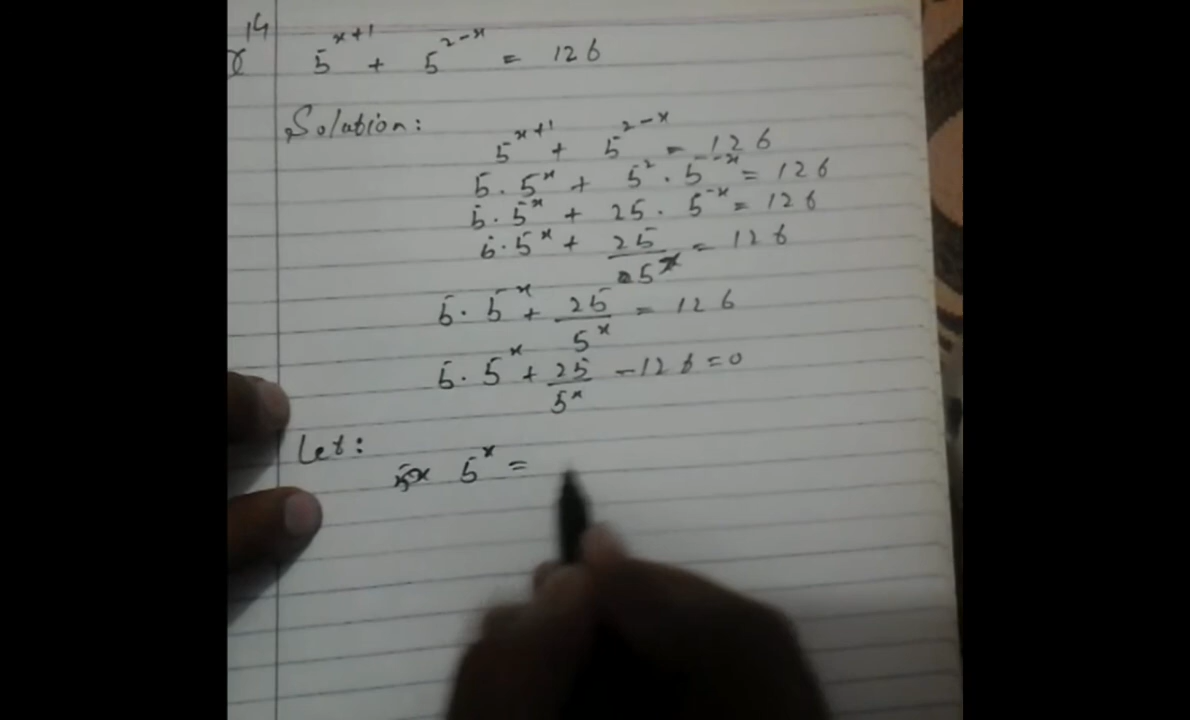 14
5^{x+1} + 5^{2-x} = 126
Solution:
5^{x+1} + 5^{2-x} = 126
5 · 5^x + 5^2 · 5^{-x} = 126
5 · 5^x + 25 · 5^{-x} = 126
5 · 5^x + 25/5^x = 126
5 · 5^x + 25/5^x = 126
5 · 5^x + 25/5^x - 126 = 0
Let:
5^x =